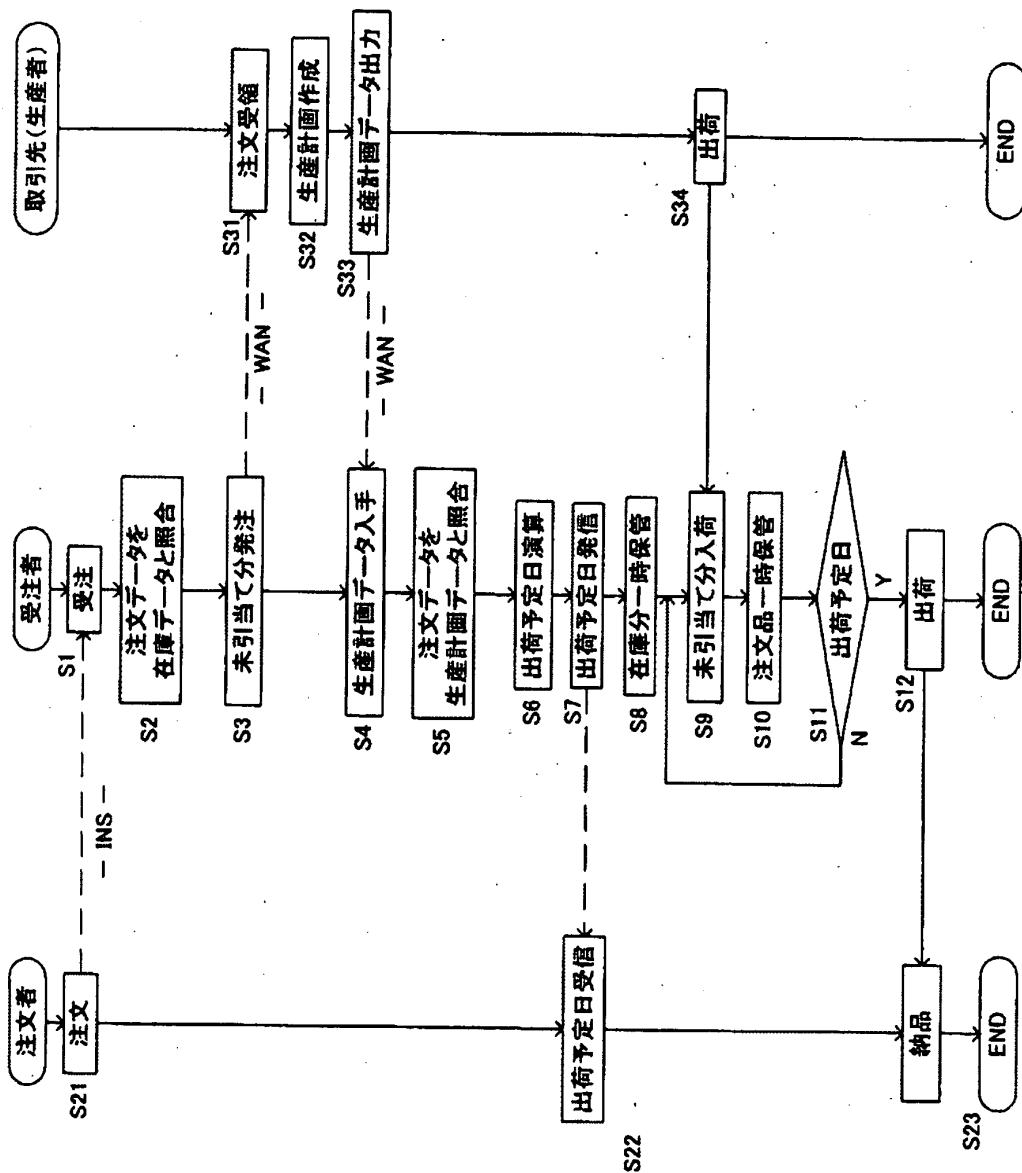 注文者
S21
注文
出荷予定日受信
S22
納品
S23
END
— INS —
受注者
S1
受注
注文データを
在庫データと照合
S2
未引当て分発注
S3
生産計画データ入手
S4
注文データを
生産計画データと照合
S5
S6
出荷予定日演算
S7
出荷予定日発信
S8
在庫分一時保管
S9
未引当て分入荷
S10
注文品一時保管
S11
出荷予定日
N
Y
S12
出荷
END
— WAN —
— WAN —
取引先(生産者)
S31
注文受領
S32
生産計画作成
S33
生産計画データ出力
S34
出荷
END